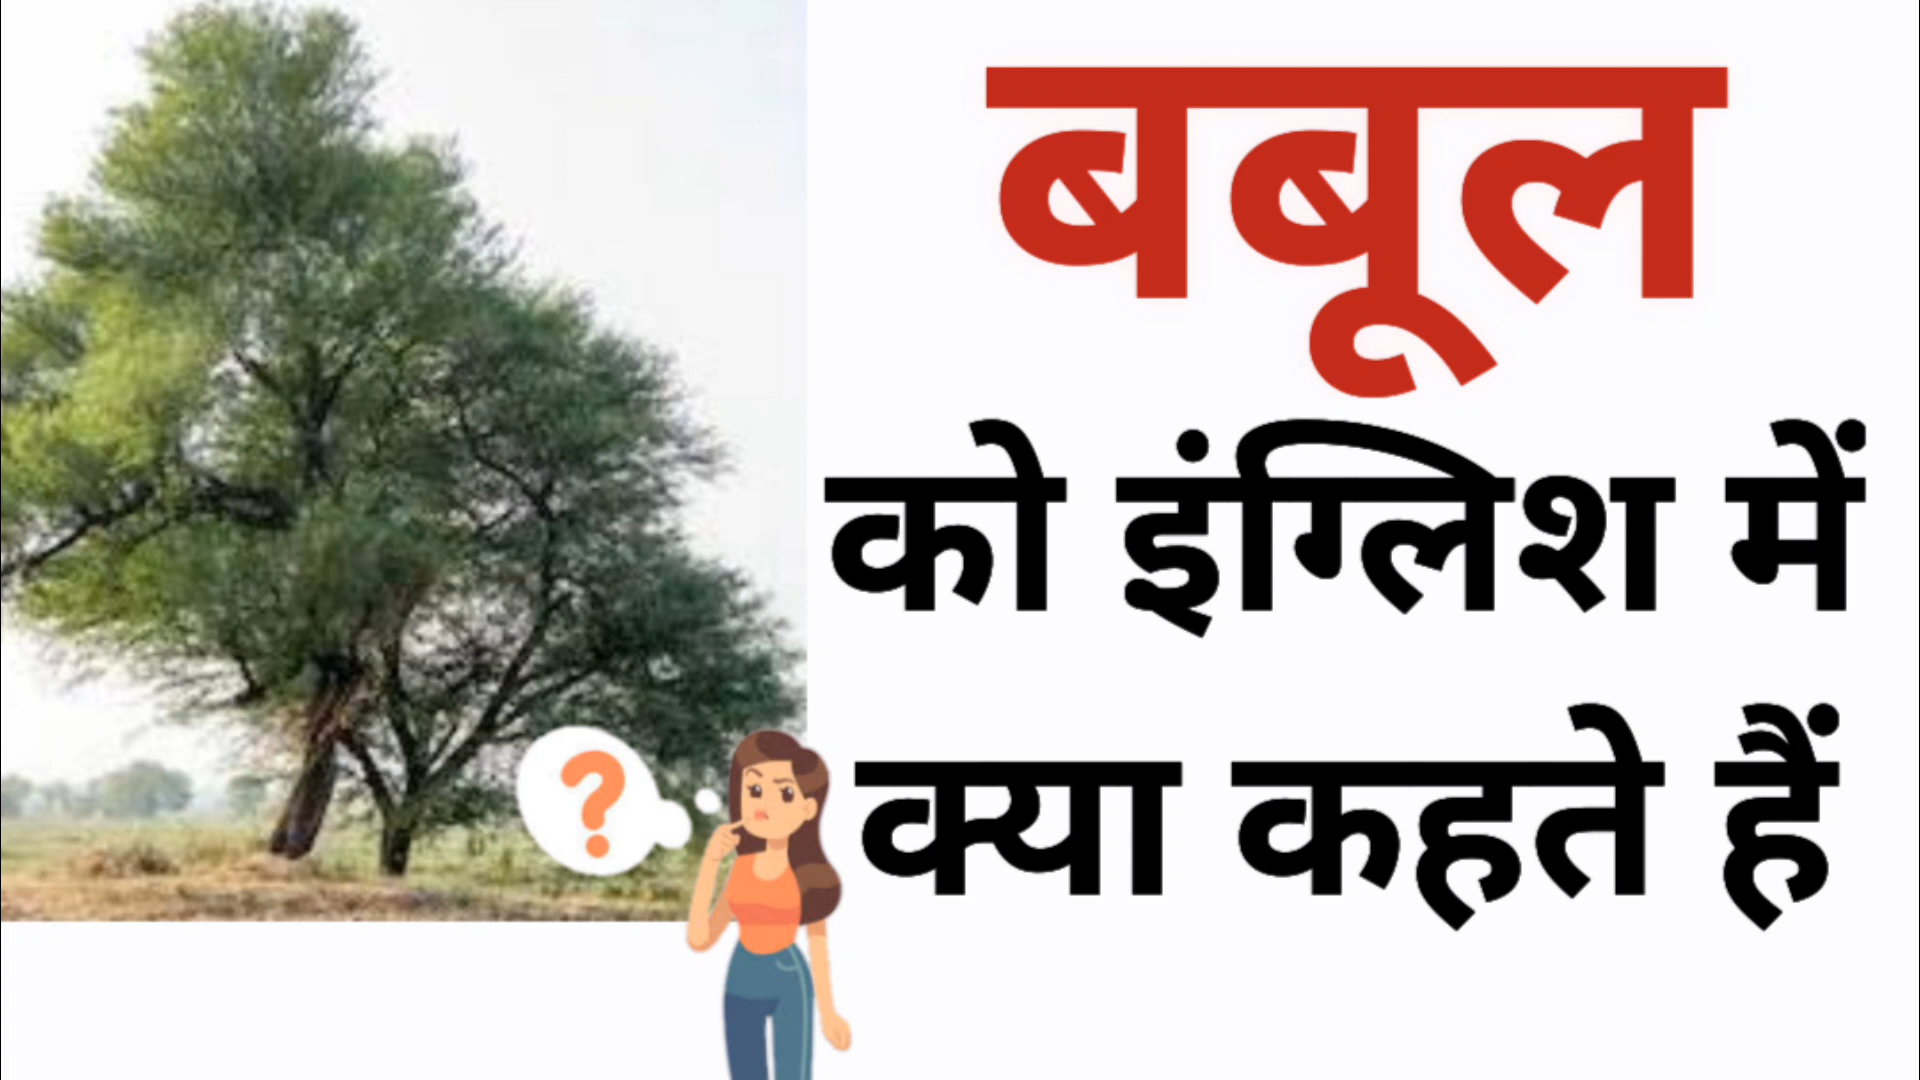 बबूल
को इंग्लिश में
क्या कहते हैं
?